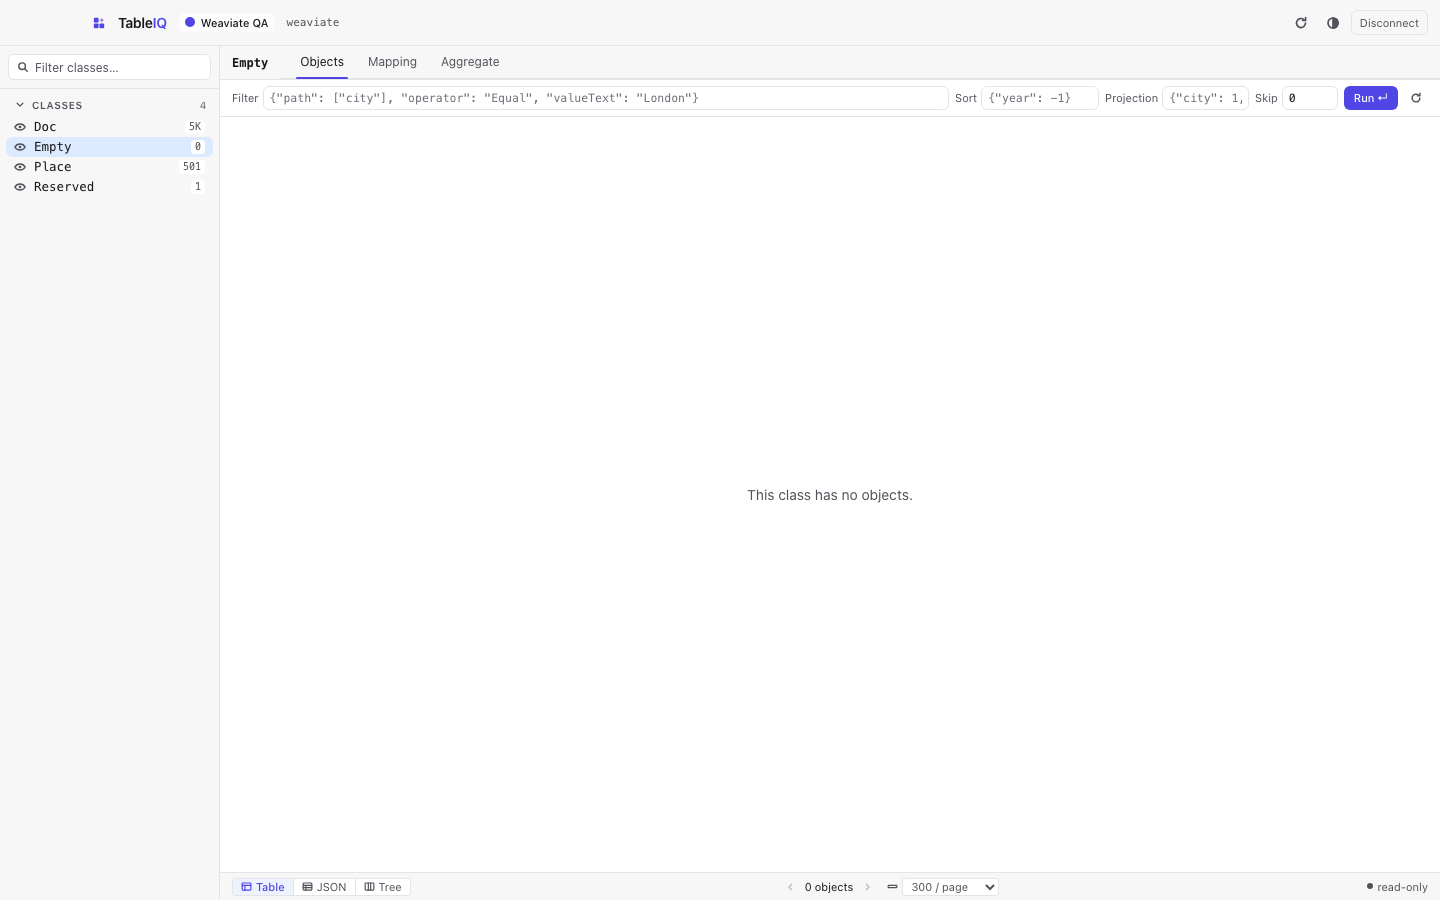 TableIQ Weaviate QA weaviate Disconnect
Filter classes...
CLASSES 4
Doc 5K
Empty 0
Place 501
Reserved 1
Empty Objects Mapping Aggregate
Filter {"path": ["city"], "operator": "Equal", "valueText": "London"} Sort {"year": -1} Projection {"city": 1, Skip 0 Run ↵
This class has no objects.
Table JSON Tree 0 objects 300 / page read-only